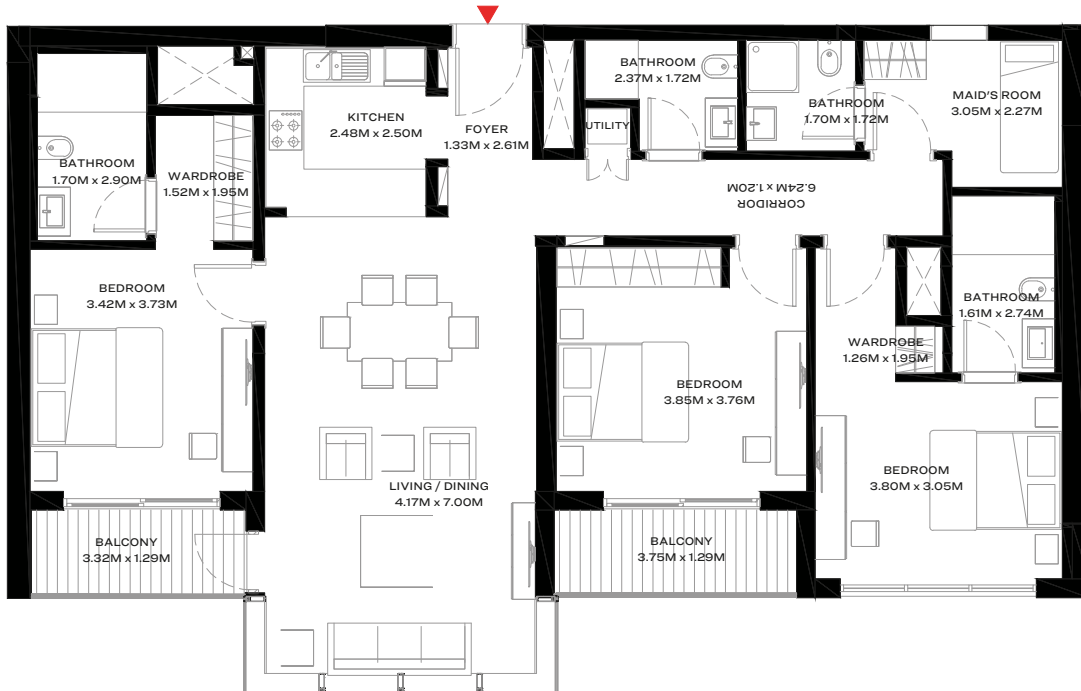 BATHROOM
2.37M x 1.72M
BATHROOM
1.70M x 1.72M
MAID'S ROOM
3.05M x 2.27M
KITCHEN
2.48M x 2.50M
FOYER
1.33M x 2.61M
UTILITY
BATHROOM
1.70M x 2.90M
WARDROBE
1.52M x 1.95M
CORRIDOR
6.24M x 1.20M
BEDROOM
3.42M x 3.73M
BATHROOM
1.61M x 2.74M
WARDROBE
1.26M x 1.95M
BEDROOM
3.85M x 3.76M
BEDROOM
3.80M x 3.05M
LIVING / DINING
4.17M x 7.00M
BALCONY
3.32M x 1.29M
BALCONY
3.75M x 1.29M